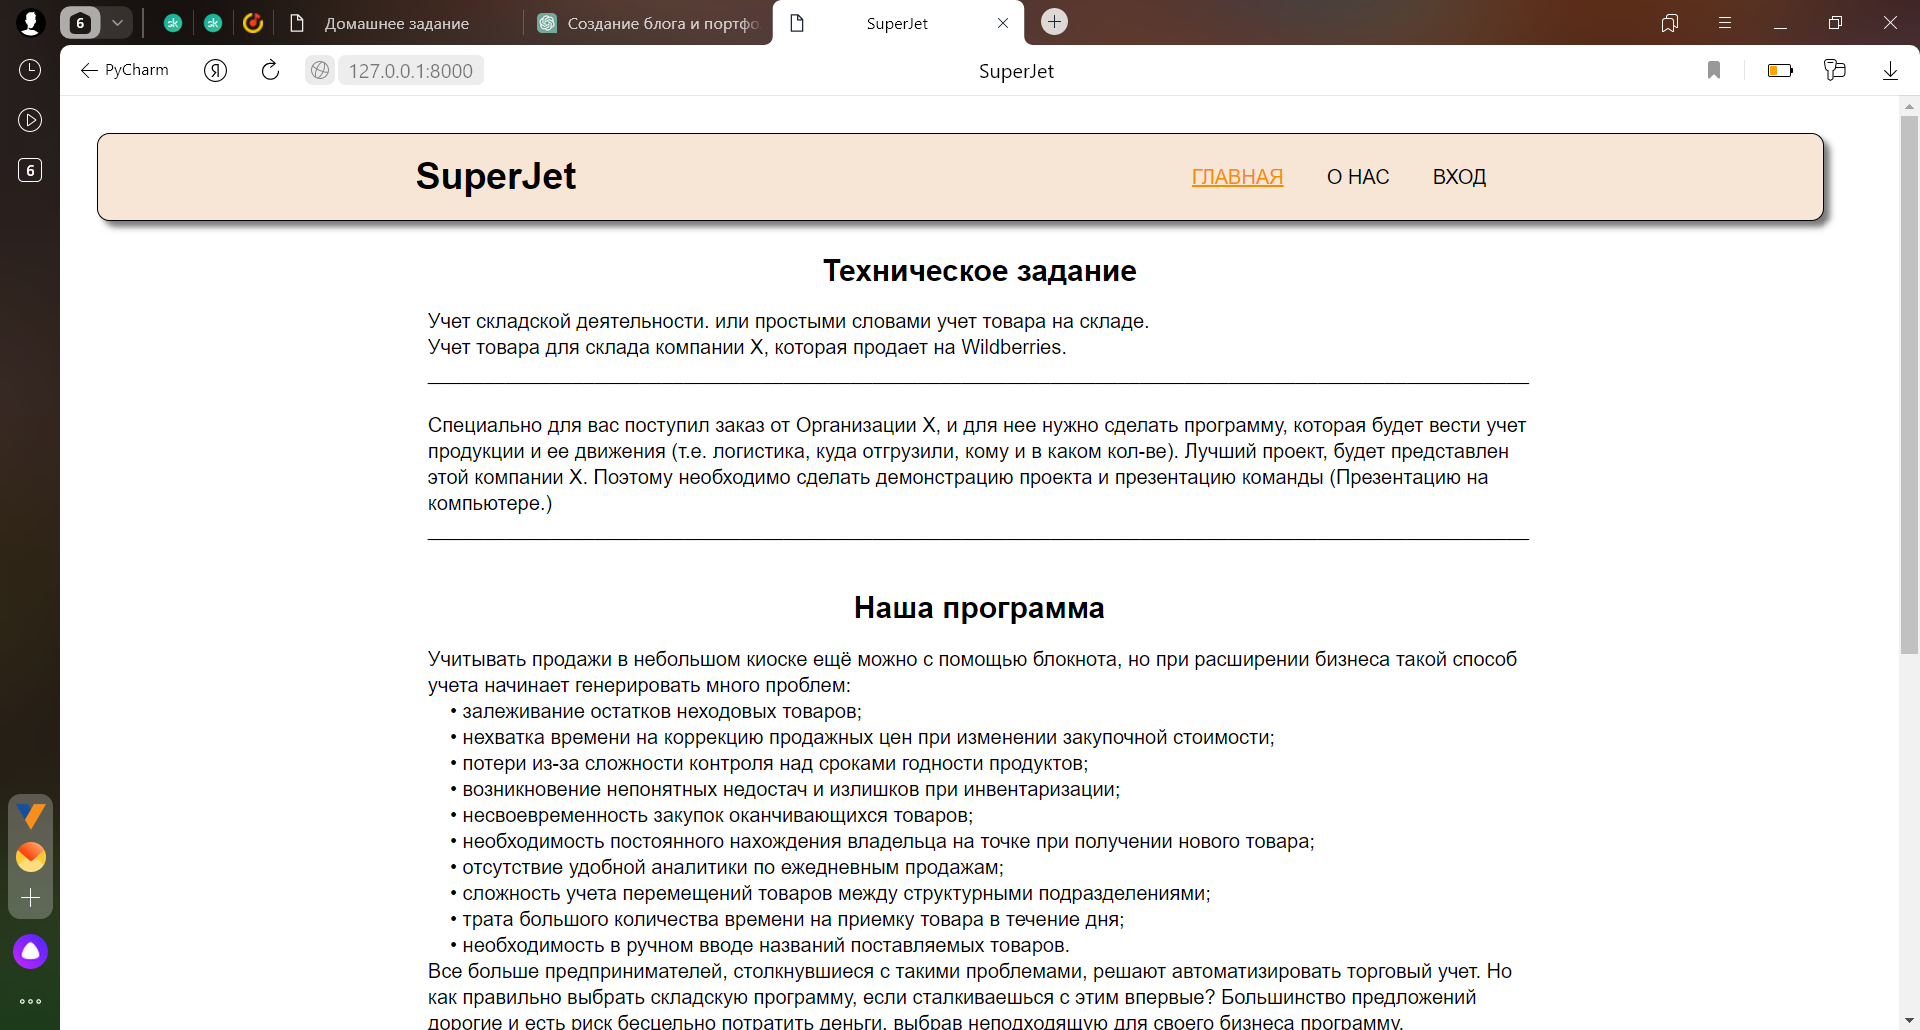 6
Домашнее задание
Создание блога и портфо
SuperJet
PyCharm
127.0.0.1:8000
SuperJet
6
SuperJet
ГЛАВНАЯ
О НАС
ВХОД
Техническое задание
Учет складской деятельности. или простыми словами учет товара на складе.
Учет товара для склада компании X, которая продает на Wildberries.
Специально для вас поступил заказ от Организации X, и для нее нужно сделать программу, которая будет вести учет
продукции и ее движения (т.е. логистика, куда отгрузили, кому и в каком кол-ве). Лучший проект, будет представлен
этой компании X. Поэтому необходимо сделать демонстрацию проекта и презентацию команды (Презентацию на
компьютере.)
Наша программа
Учитывать продажи в небольшом киоске ещё можно с помощью блокнота, но при расширении бизнеса такой способ
учета начинает генерировать много проблем:
• залеживание остатков неходовых товаров;
• нехватка времени на коррекцию продажных цен при изменении закупочной стоимости;
• потери из-за сложности контроля над сроками годности продуктов;
• возникновение непонятных недостач и излишков при инвентаризации;
• несвоевременность закупок оканчивающихся товаров;
• необходимость постоянного нахождения владельца на точке при получении нового товара;
• отсутствие удобной аналитики по ежедневным продажам;
• сложность учета перемещений товаров между структурными подразделениями;
• трата большого количества времени на приемку товара в течение дня;
• необходимость в ручном вводе названий поставляемых товаров.
Все больше предпринимателей, столкнувшиеся с такими проблемами, решают автоматизировать торговый учет. Но
как правильно выбрать складскую программу, если сталкиваешься с этим впервые? Большинство предложений
дорогие и есть риск бесцельно потратить деньги, выбрав неподходящую для своего бизнеса программу.